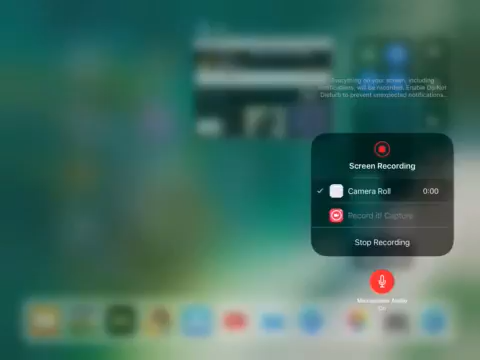 Everything on your screen, including
notifications, will be recorded. Enable Do Not
Disturb to prevent unexpected notifications.
Screen Recording
Camera Roll 0:00
Record it! Capture
Stop Recording
Microphone Audio
On